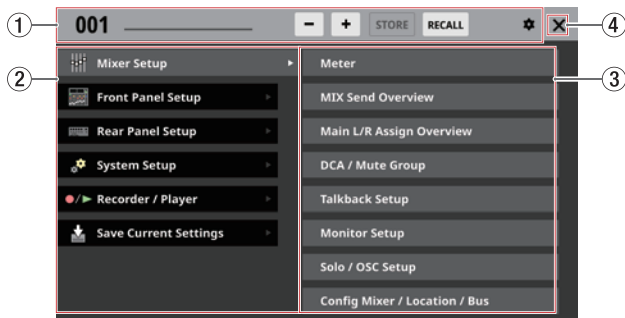 1 001 - + STORE RECALL 4
2 Mixer Setup
Front Panel Setup
Rear Panel Setup
System Setup
Recorder / Player
Save Current Settings
3 Meter
MIX Send Overview
Main L/R Assign Overview
DCA / Mute Group
Talkback Setup
Monitor Setup
Solo / OSC Setup
Config Mixer / Location / Bus